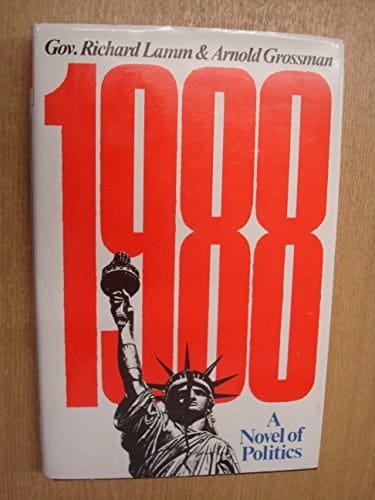 Gov. Richard Lamm & Arnold Grossman
1988
A
Novel of
Politics